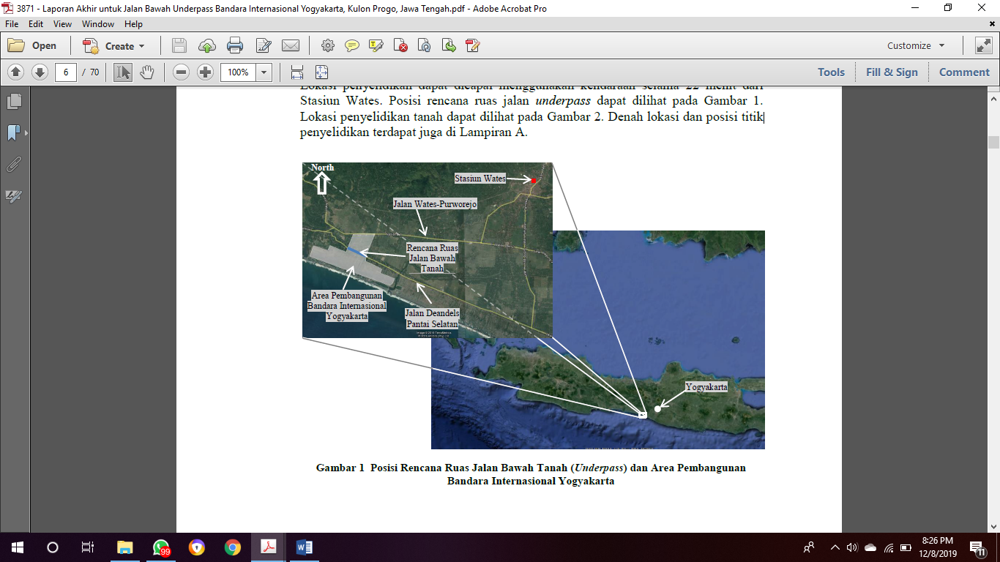 3871 - Laporan Akhir untuk Jalan Bawah Underpass Bandara Internasional Yogyakarta, Kulon Progo, Jawa Tengah.pdf - Adobe Acrobat Pro
File Edit View Window Help
Open Create Customize
6 / 70 100% Tools Fill & Sign Comment
Lokasi penyelidikan dapat dicapai menggunakan kendaraan selama 22 menit dari
Stasiun Wates. Posisi rencana ruas jalan underpass dapat dilihat pada Gambar 1.
Lokasi penyelidikan tanah dapat dilihat pada Gambar 2. Denah lokasi dan posisi titik
penyelidikan terdapat juga di Lampiran A.
North
Stasiun Wates
Jalan Wates-Purworejo
Rencana Ruas
Jalan Bawah
Tanah
Area Pembangunan
Bandara Internasional
Yogyakarta
Jalan Deandels
Pantai Selatan
Yogyakarta
Gambar 1 Posisi Rencana Ruas Jalan Bawah Tanah (Underpass) dan Area Pembangunan
Bandara Internasional Yogyakarta
99
8:26 PM
12/8/2019
11